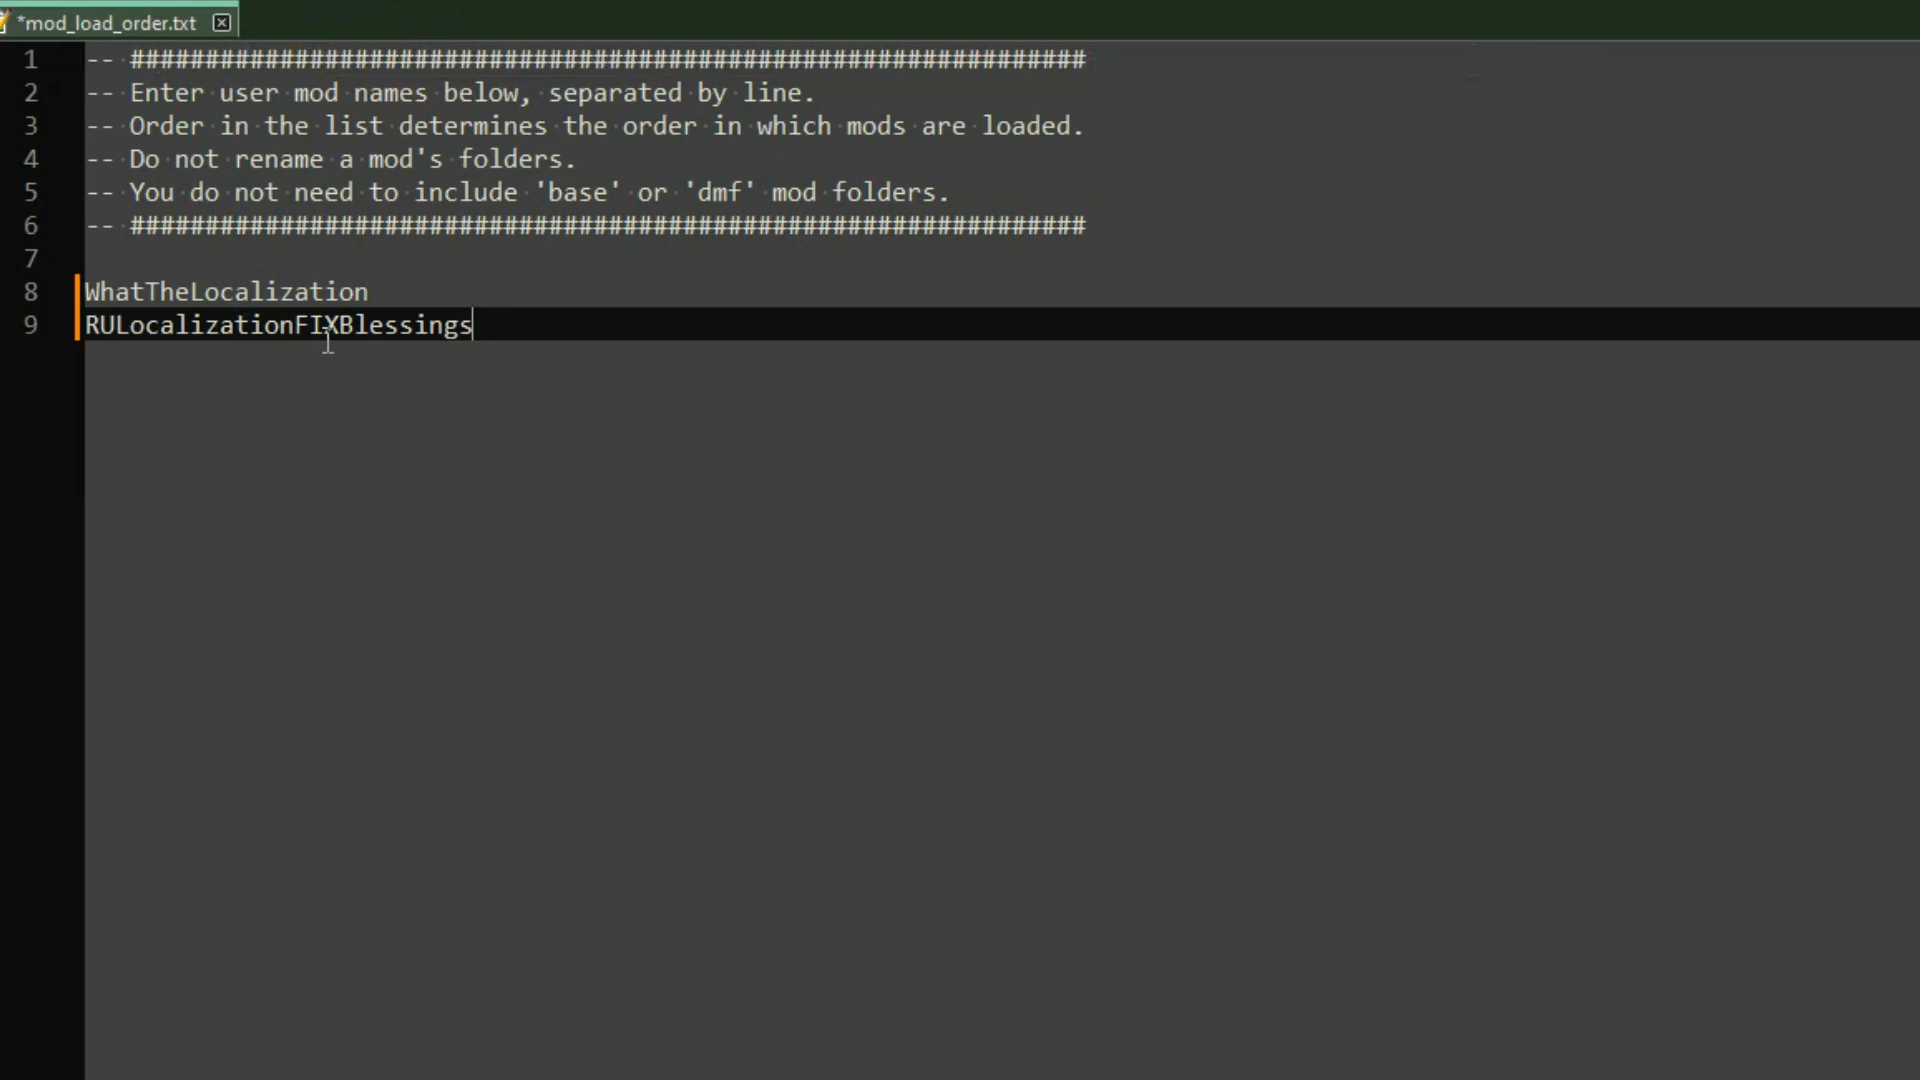 *mod_load_order.txt
1 -- ################################################################
2 -- Enter user mod names below, separated by line.
3 -- Order in the list determines the order in which mods are loaded.
4 -- Do not rename a mod's folders.
5 -- You do not need to include 'base' or 'dmf' mod folders.
6 -- ################################################################
7
8 WhatTheLocalization
9 RULocalizationFIXBlessings